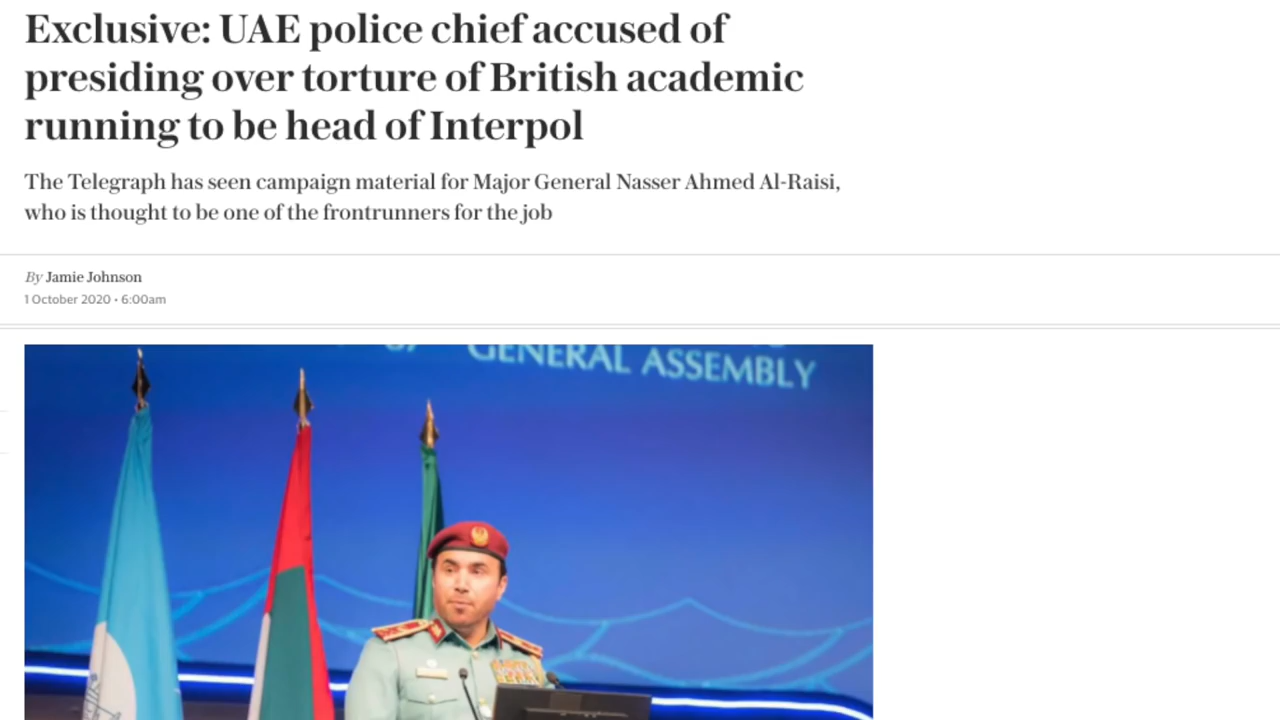 Exclusive: UAE police chief accused of
presiding over torture of British academic
running to be head of Interpol
The Telegraph has seen campaign material for Major General Nasser Ahmed Al-Raisi,
who is thought to be one of the frontrunners for the job
By Jamie Johnson
1 October 2020 • 6:00am
GENERAL ASSEMBLY